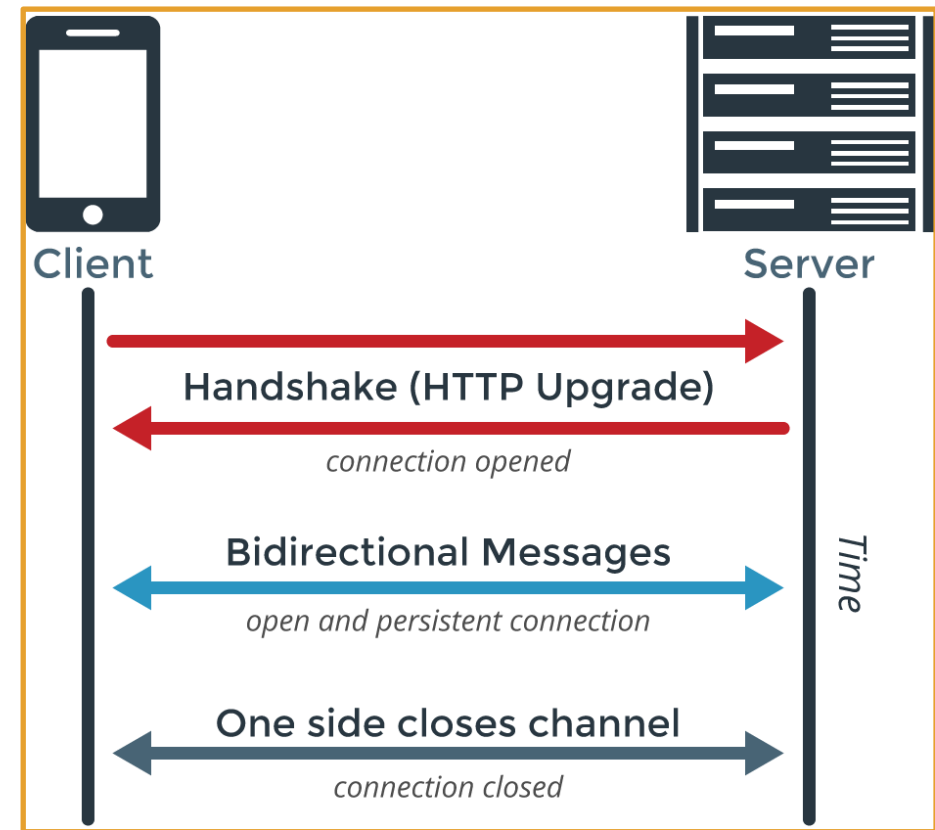 Client
Server
Handshake (HTTP Upgrade)
connection opened
Bidirectional Messages
open and persistent connection
Time
One side closes channel
connection closed